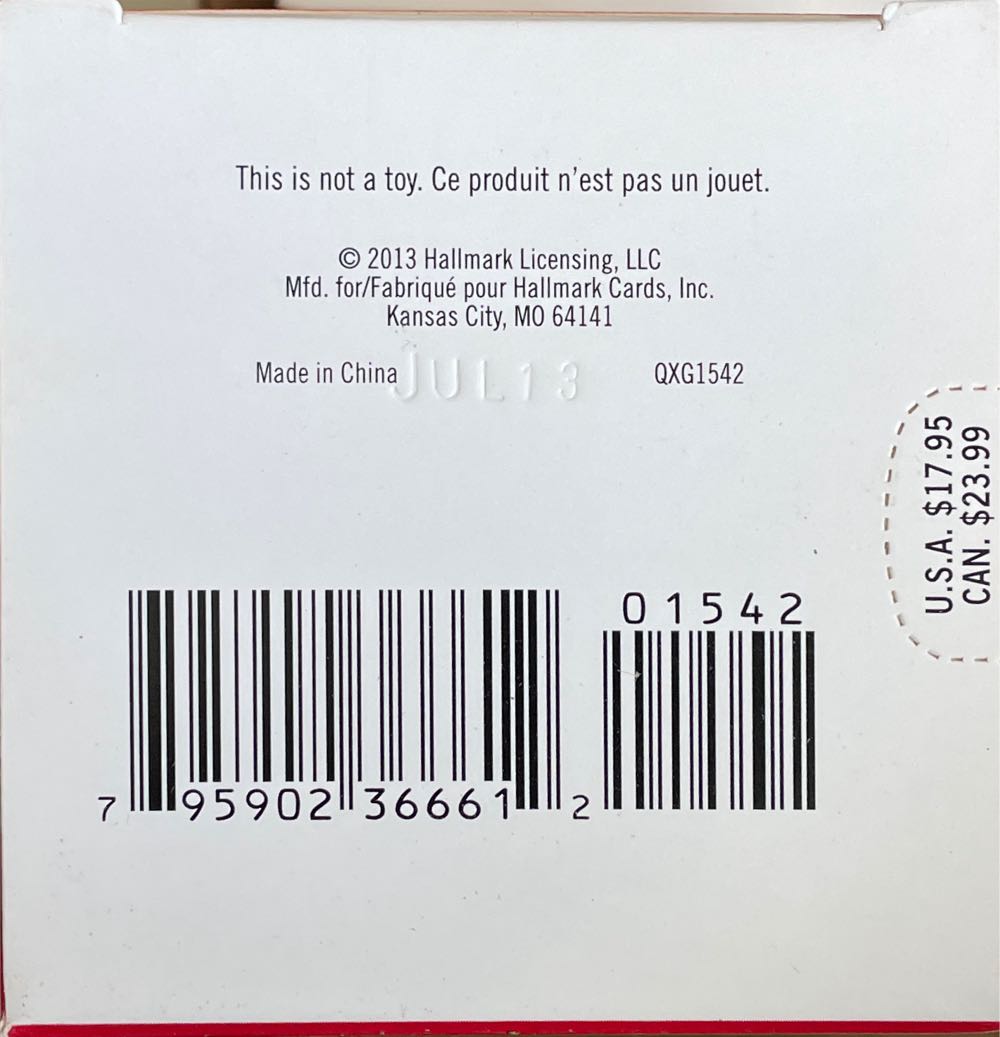 This is not a toy. Ce produit n'est pas un jouet.
© 2013 Hallmark Licensing, LLC
Mfd. for/Fabriqué pour Hallmark Cards, Inc.
Kansas City, MO 64141
Made in China JUL13 QXG1542
U.S.A. $17.95
CAN. $23.99
01542
7 95902 36661 2